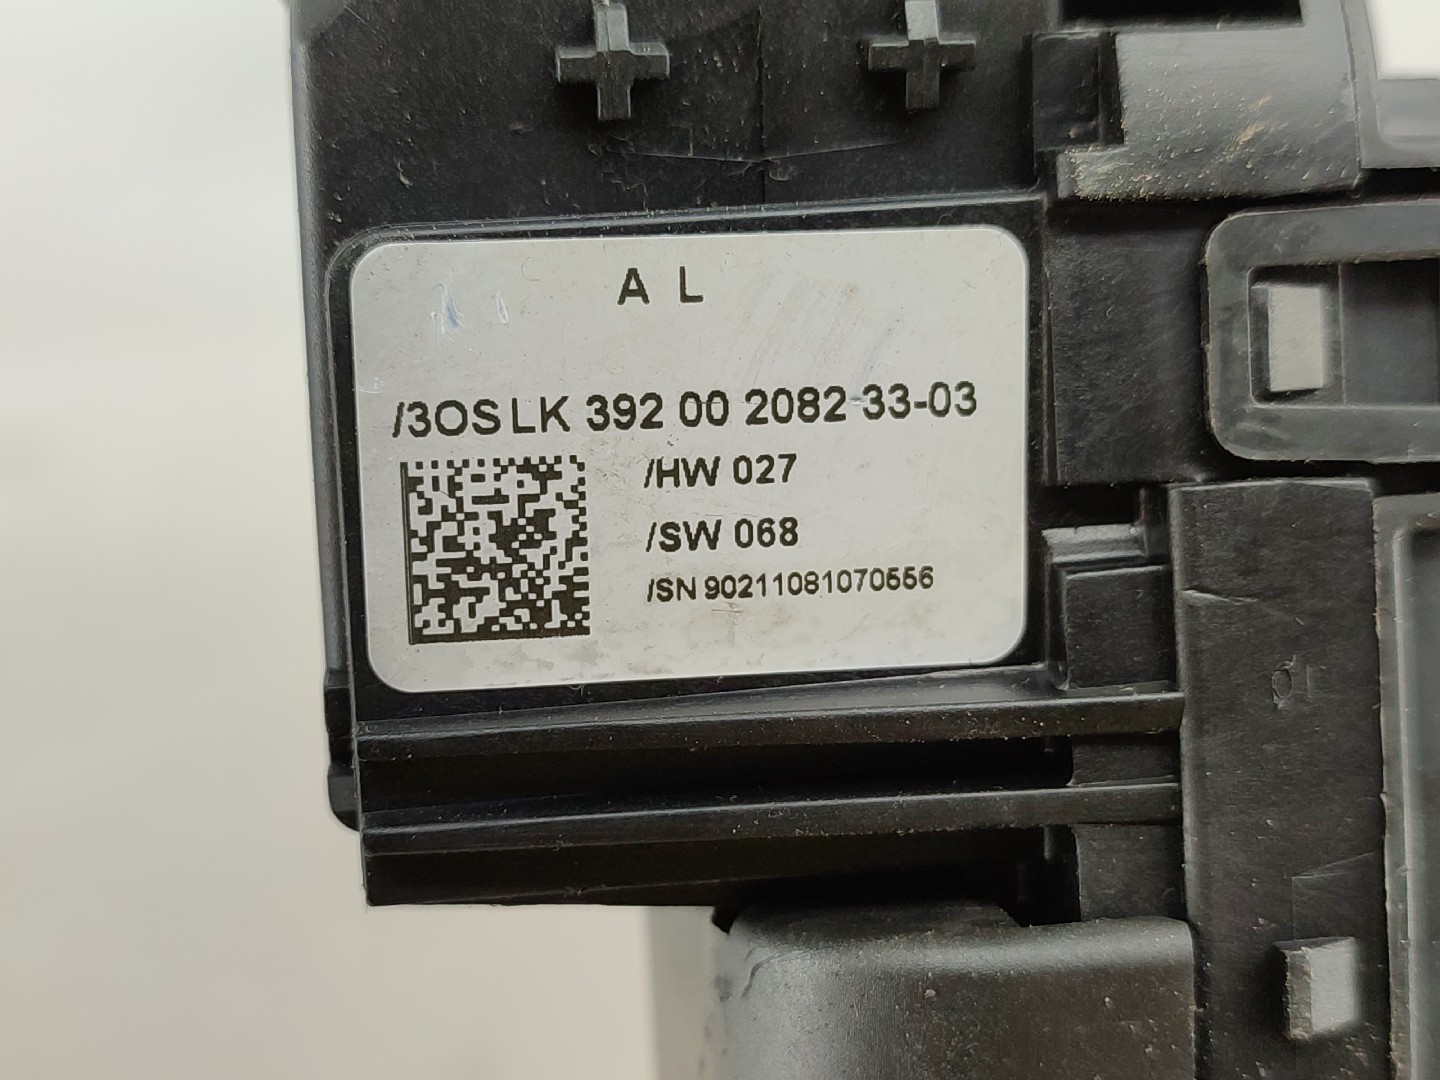 A L
/3OS LK 392 00 2082 33-03
/HW 027
/SW 068
/SN 90211081070556